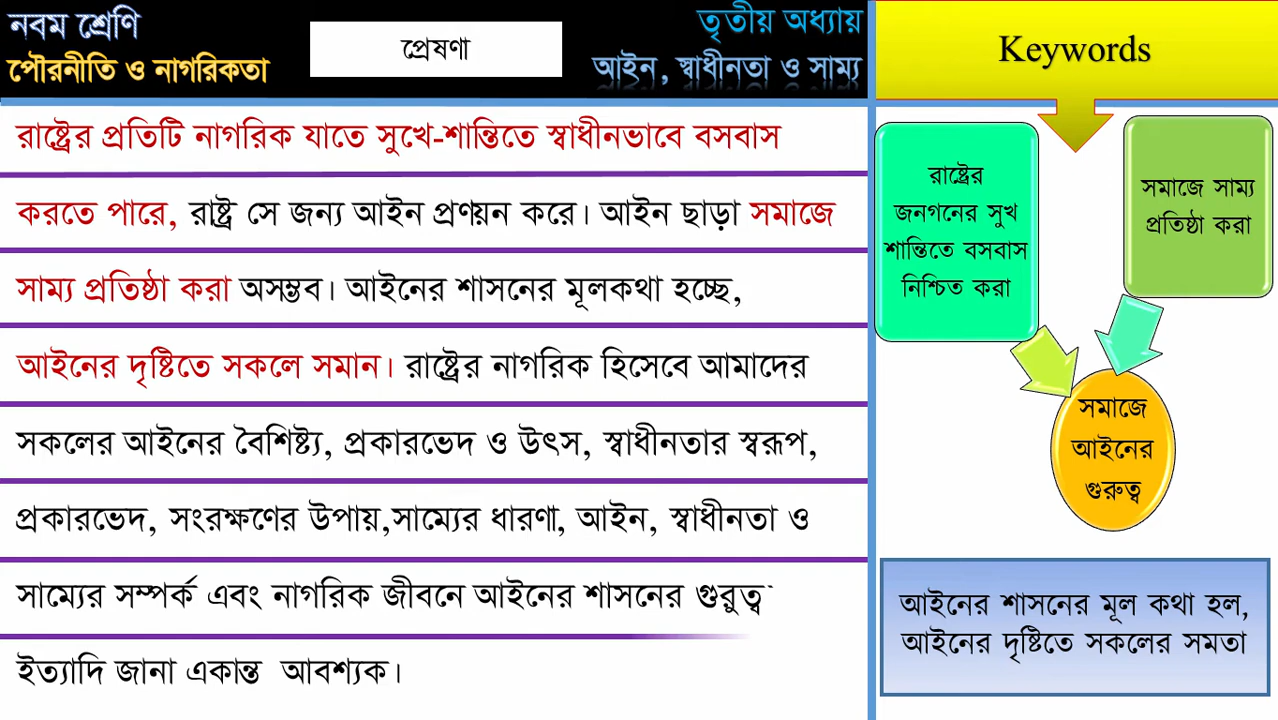 নবম শ্রেণি
পৌরনীতি ও নাগরিকতা
প্রেষণা
তৃতীয় অধ্যায়
আইন, স্বাধীনতা ও সাম্য
রাষ্ট্রের প্রতিটি নাগরিক যাতে সুখে-শান্তিতে স্বাধীনভাবে বসবাস
করতে পারে, রাষ্ট্র সে জন্য আইন প্রণয়ন করে। আইন ছাড়া সমাজে
সাম্য প্রতিষ্ঠা করা অসম্ভব। আইনের শাসনের মূলকথা হচ্ছে,
আইনের দৃষ্টিতে সকলে সমান। রাষ্ট্রের নাগরিক হিসেবে আমাদের
সকলের আইনের বৈশিষ্ট্য, প্রকারভেদ ও উৎস, স্বাধীনতার স্বরূপ,
প্রকারভেদ, সংরক্ষণের উপায়,সাম্যের ধারণা, আইন, স্বাধীনতা ও
সাম্যের সম্পর্ক এবং নাগরিক জীবনে আইনের শাসনের গুরুত্ব
ইত্যাদি জানা একান্ত আবশ্যক।
Keywords
রাষ্ট্রের
জনগনের সুখ
শান্তিতে বসবাস
নিশ্চিত করা
সমাজে সাম্য
প্রতিষ্ঠা করা
সমাজে
আইনের
গুরুত্ব
আইনের শাসনের মূল কথা হল,
আইনের দৃষ্টিতে সকলের সমতা